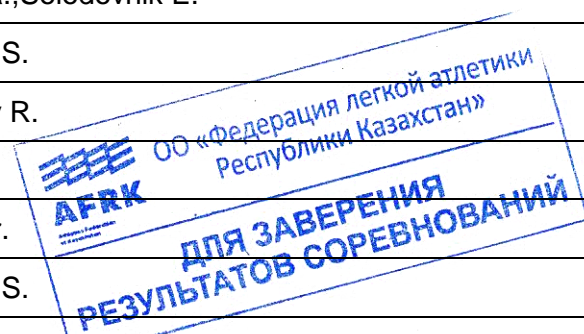 Solodovnik E.
S.
R.
ОО «Федерация легкой атлетики
Республики Казахстан»
AFRK
ДЛЯ ЗАВЕРЕНИЯ
РЕЗУЛЬТАТОВ СОРЕВНОВАНИЙ
S.